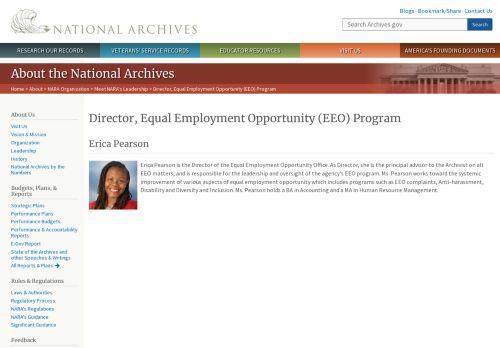 Blogs · Bookmark/Share · Contact Us
NATIONAL ARCHIVES
Search Archives.gov
Search
RESEARCH OUR RECORDS
VETERANS' SERVICE RECORDS
EDUCATOR RESOURCES
VISIT US
AMERICA'S FOUNDING DOCUMENTS
About the National Archives
Home > About > NARA Organization > Meet NARA's Leadership > Director, Equal Employment Opportunity (EEO) Program
About Us
Visit Us
Vision & Mission
Organization
Leadership
History
National Archives by the
Numbers
Budgets, Plans, &
Reports
Strategic Plans
Performance Plans
Performance Budgets
Performance & Accountability
Reports
E-Gov Report
State of the Archives and
other Speeches & Writings
All Reports & Plans
Rules & Regulations
Laws & Authorities
Regulatory Process
NARA's Regulations
NARA's Guidance
Significant Guidance
Feedback
Director, Equal Employment Opportunity (EEO) Program
Erica Pearson
Erica Pearson is the Director of the Equal Employment Opportunity Office. As Director, she is the principal advisor to the Archivist on all
EEO matters, and is responsible for the leadership and oversight of the agency's EEO program. Ms. Pearson works toward the systemic
improvement of various aspects of equal employment opportunity which includes programs such as EEO complaints, Anti-harassment,
Disability and Diversity and Inclusion. Ms. Pearson holds a BA in Accounting and a MA in Human Resource Management.